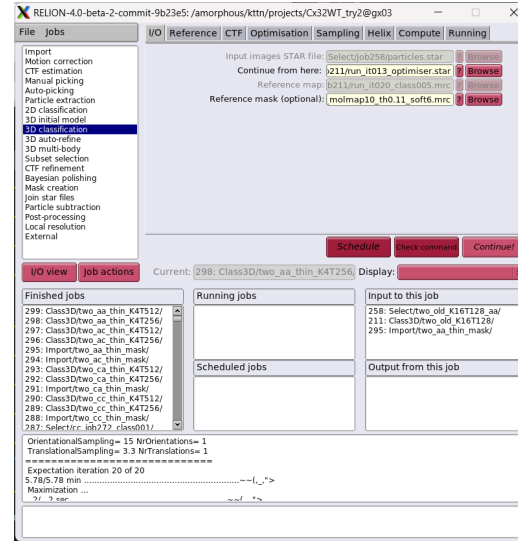 RELION-4.0-beta-2-commit-9b23e5: /amorphous/kttn/projects/Cx32WT_try2@gx03
File Jobs
I/O Reference CTF Optimisation Sampling Helix Compute Running
Import
Motion correction
CTF estimation
Manual picking
Auto-picking
Particle extraction
2D classification
3D initial model
3D classification
3D auto-refine
3D multi-body
Subset selection
CTF refinement
Bayesian polishing
Mask creation
Join star files
Particle subtraction
Post-processing
Local resolution
External
Input images STAR file: Select/job258/particles.star ? Browse
Continue from here: b211/run_it013_optimiser.star ? Browse
Reference map: b211/run_it020_class005.mrc ? Browse
Reference mask (optional): molmap10_th0.11_soft6.mrc ? Browse
Schedule Check command Continue!
I/O view Job actions Current: 298: Class3D/two_aa_thin_K4T256/ Display:
Finished jobs
299: Class3D/two_aa_thin_K4T512/
298: Class3D/two_aa_thin_K4T256/
297: Class3D/two_ac_thin_K4T512/
296: Class3D/two_ac_thin_K4T256/
295: Import/two_aa_thin_mask/
294: Import/two_ac_thin_mask/
293: Class3D/two_ca_thin_K4T512/
292: Class3D/two_ca_thin_K4T256/
291: Import/two_ca_thin_mask/
290: Class3D/two_cc_thin_K4T512/
289: Class3D/two_cc_thin_K4T256/
288: Import/two_cc_thin_mask/
287: Select/cc_job272_class001/
Running jobs
Scheduled jobs
Input to this job
258: Select/two_old_K16T128_aa/
211: Class3D/two_old_K16T128/
295: Import/two_aa_thin_mask/
Output from this job
OrientationalSampling= 15 NrOrientations= 1
TranslationalSampling= 3.3 NrTranslations= 1
==============================
Expectation iteration 20 of 20
5.78/5.78 min ............................................................~~(,_,">
Maximization ...
2/ 2 sec